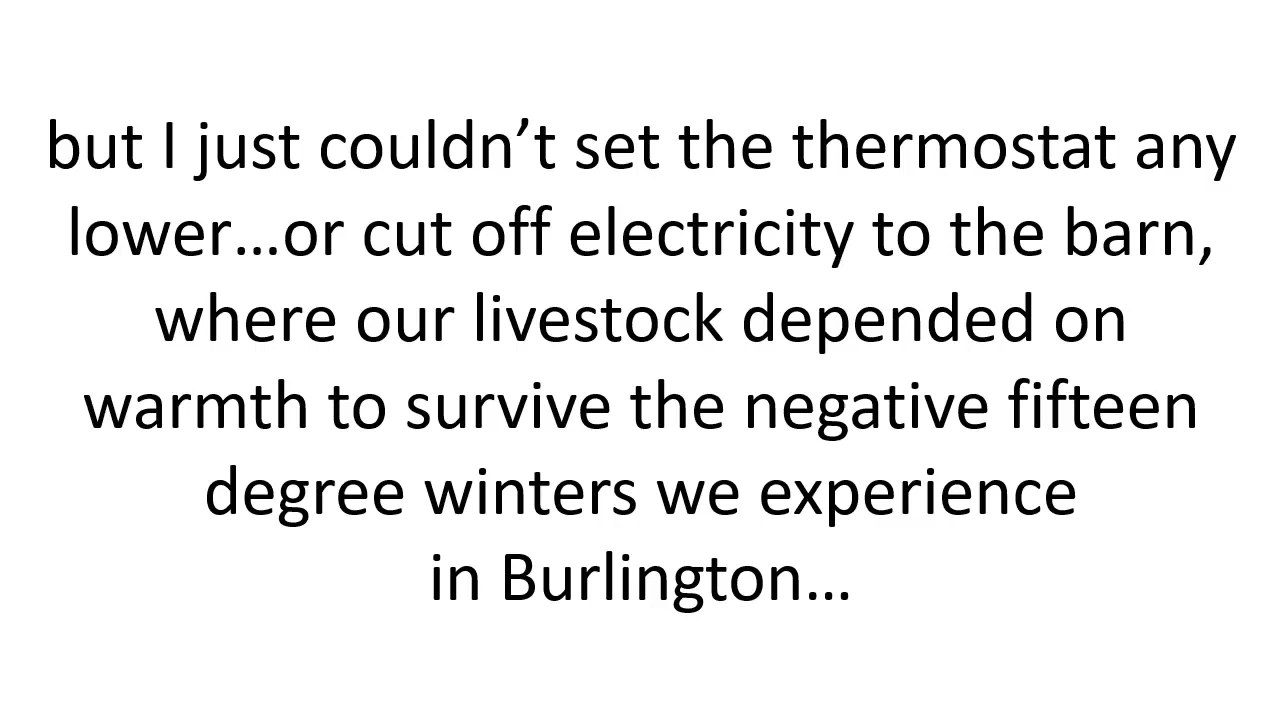 but I just couldn’t set the thermostat any
lower…or cut off electricity to the barn,
where our livestock depended on
warmth to survive the negative fifteen
degree winters we experience
in Burlington…